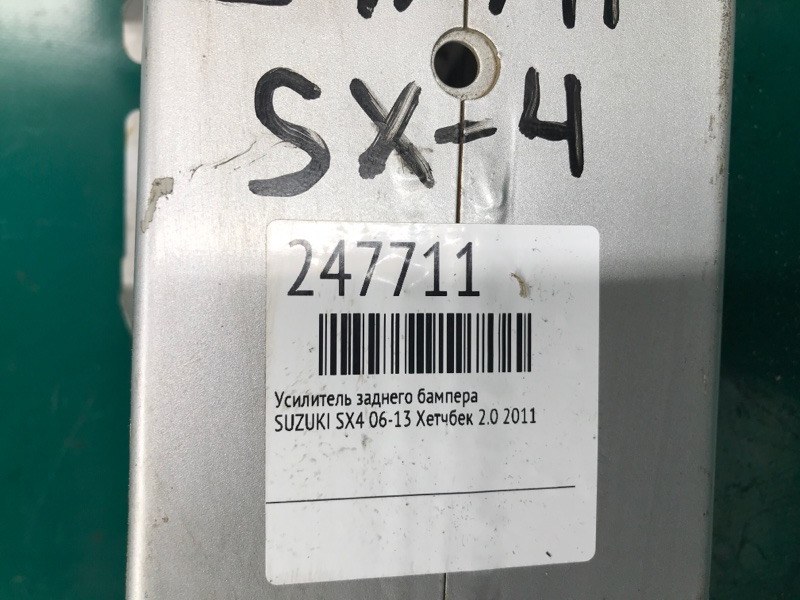 SX-4
247711
Усилитель заднего бампера
SUZUKI SX4 06-13 Хетчбек 2.0 2011